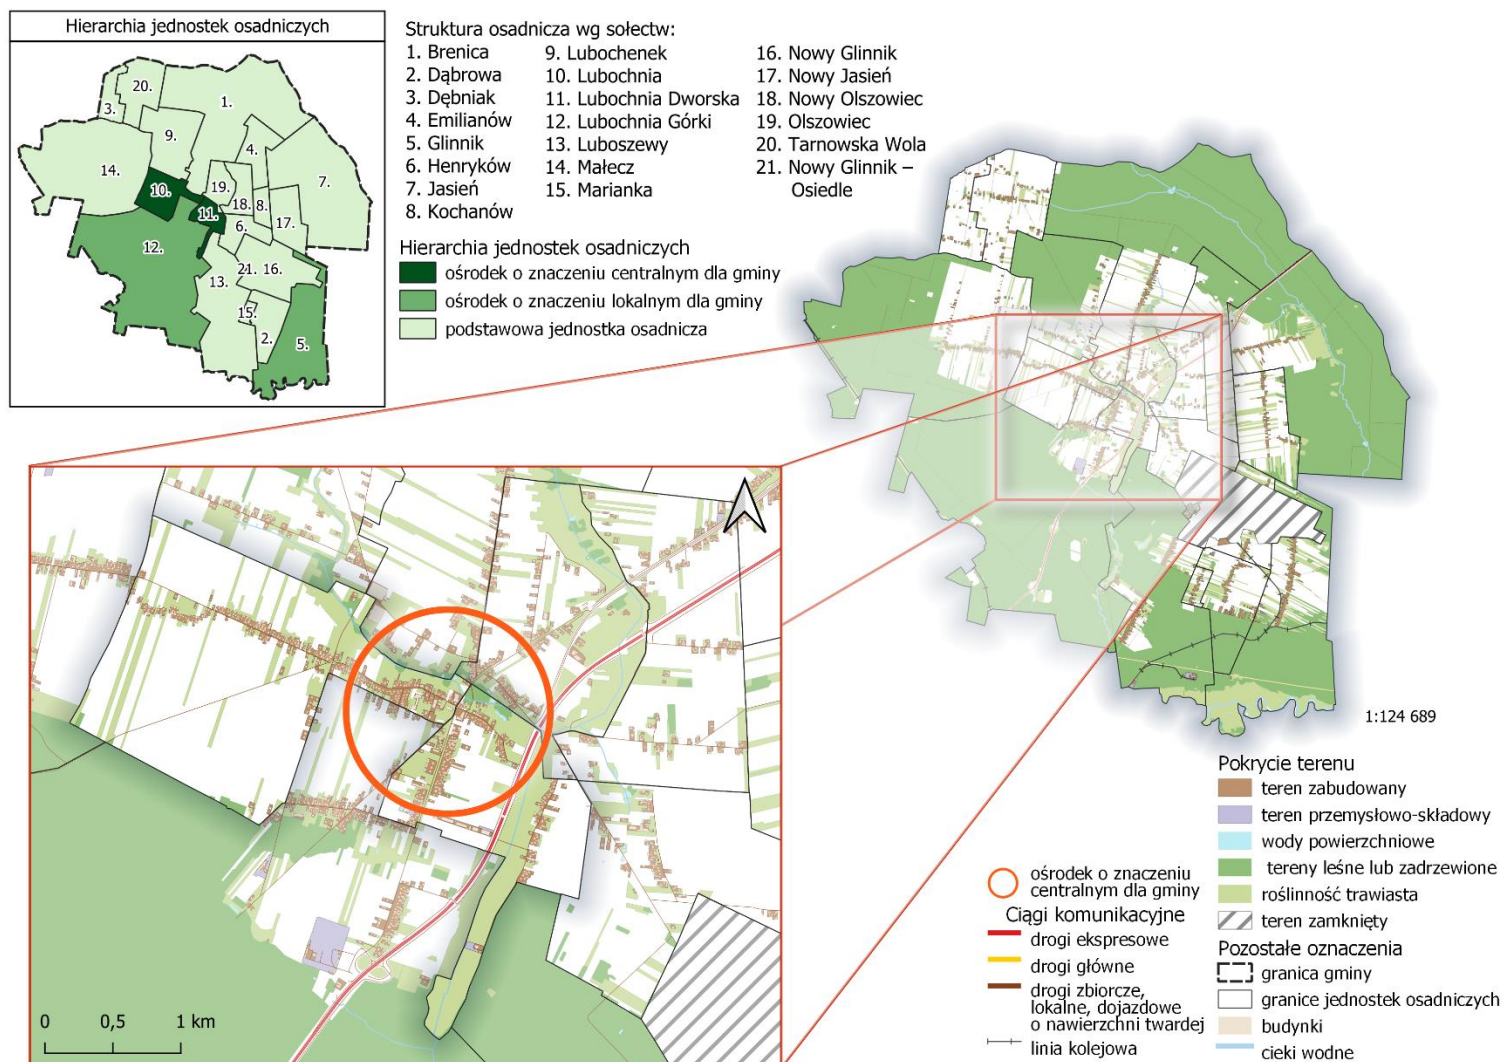 Hierarchia jednostek osadniczych
20.
3.
1.
9.
4.
14.
7.
10.
19.
18.
8.
11.
17.
6.
12.
21.
16.
13.
15.
2.
5.
Struktura osadnicza wg sołectw:
1. Brenica
2. Dąbrowa
3. Dębniak
4. Emilianów
5. Glinnik
6. Henryków
7. Jasień
8. Kochanów
9. Lubochenek
10. Lubochnia
11. Lubochnia Dworska
12. Lubochnia Górki
13. Luboszewy
14. Małecz
15. Marianka
16. Nowy Glinnik
17. Nowy Jasień
18. Nowy Olszowiec
19. Olszowiec
20. Tarnowska Wola
21. Nowy Glinnik –
Osiedle
Hierarchia jednostek osadniczych
ośrodek o znaczeniu centralnym dla gminy
ośrodek o znaczeniu lokalnym dla gminy
podstawowa jednostka osadnicza
0 0,5 1 km
1:124 689
ośrodek o znaczeniu
centralnym dla gminy
Ciągi komunikacyjne
drogi ekspresowe
drogi główne
drogi zbiorcze,
lokalne, dojazdowe
o nawierzchni twardej
linia kolejowa
Pokrycie terenu
teren zabudowany
teren przemysłowo-składowy
wody powierzchniowe
tereny leśne lub zadrzewione
roślinność trawiasta
teren zamknięty
Pozostałe oznaczenia
granica gminy
granice jednostek osadniczych
budynki
cieki wodne